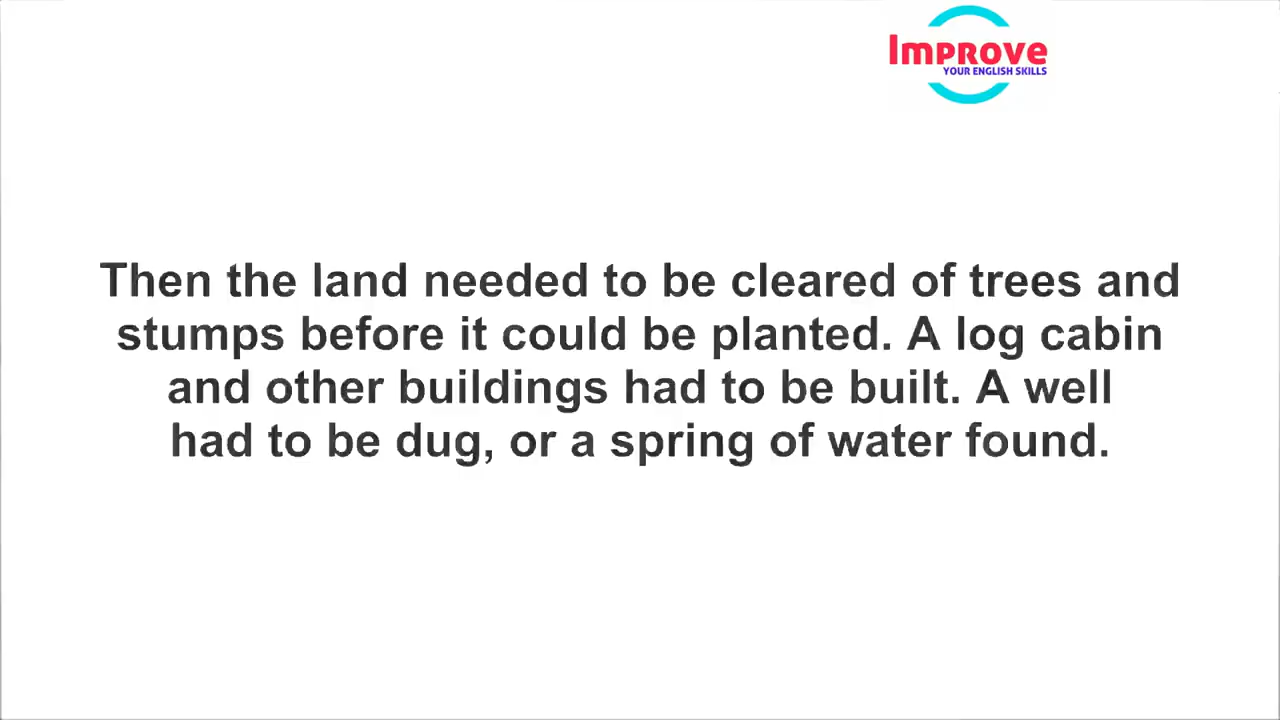 Improve
YOUR ENGLISH SKILLS
Then the land needed to be cleared of trees and
stumps before it could be planted. A log cabin
and other buildings had to be built. A well
had to be dug, or a spring of water found.